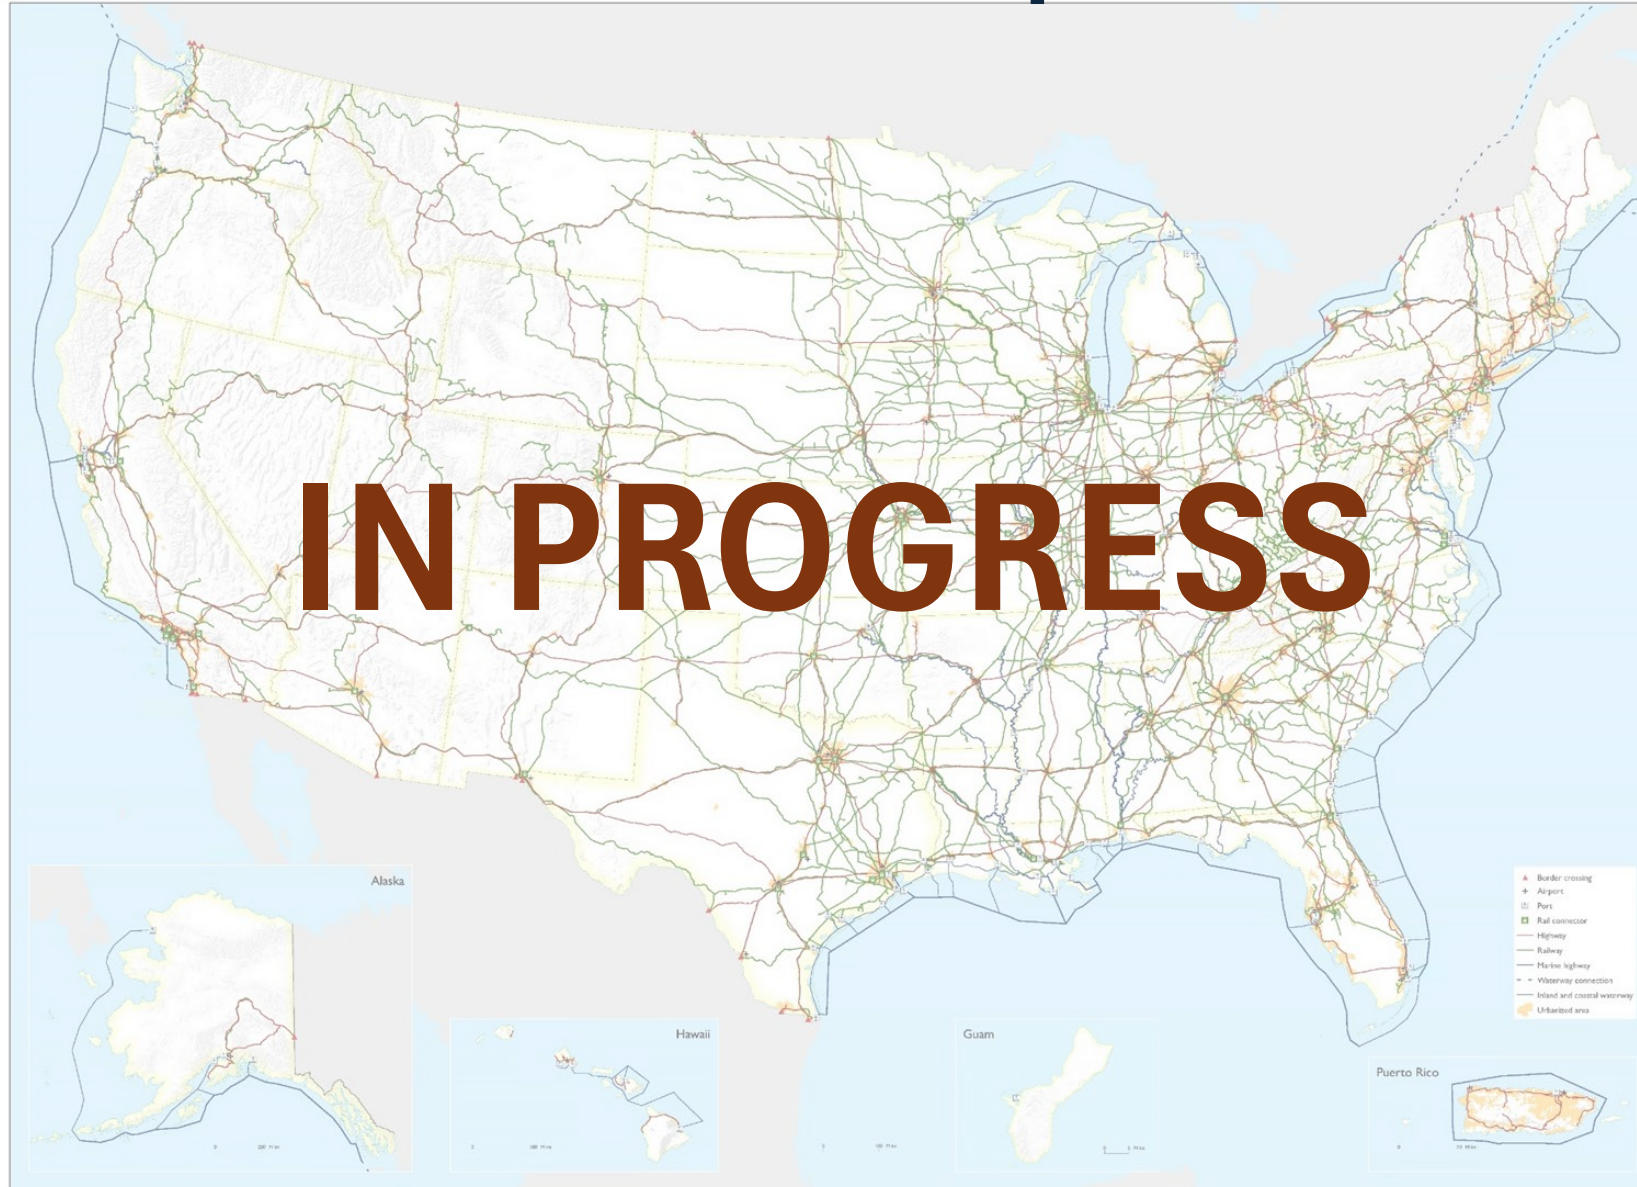 IN PROGRESS
Alaska
Hawaii
Guam
Puerto Rico
Border crossing
Airport
Port
Rail connector
Highway
Railway
Marine highway
Waterway connection
Inland and coastal waterway
Urbanized area